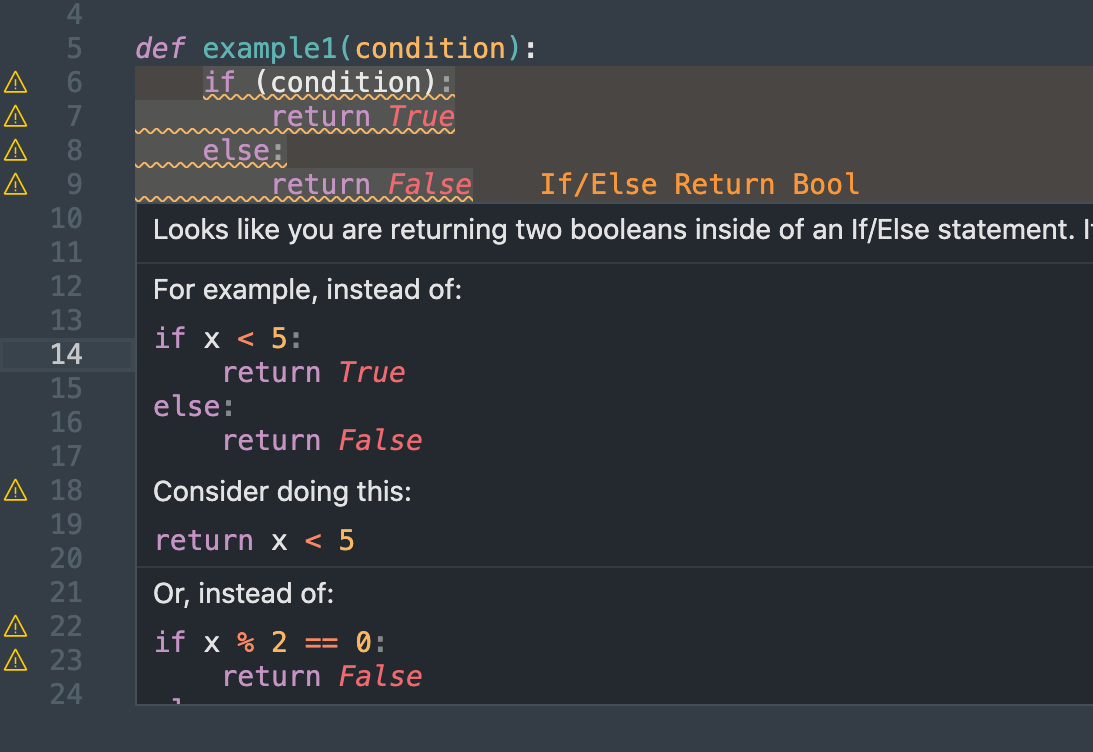 4
5 def example1(condition):
6 if (condition):
7 return True
8 else:
9 return False If/Else Return Bool
10 Looks like you are returning two booleans inside of an If/Else statement.
11
12 For example, instead of:
13 if x < 5:
14 return True
15 else:
16 return False
17
18 Consider doing this:
19 return x < 5
20
21 Or, instead of:
22 if x % 2 == 0:
23 return False
24